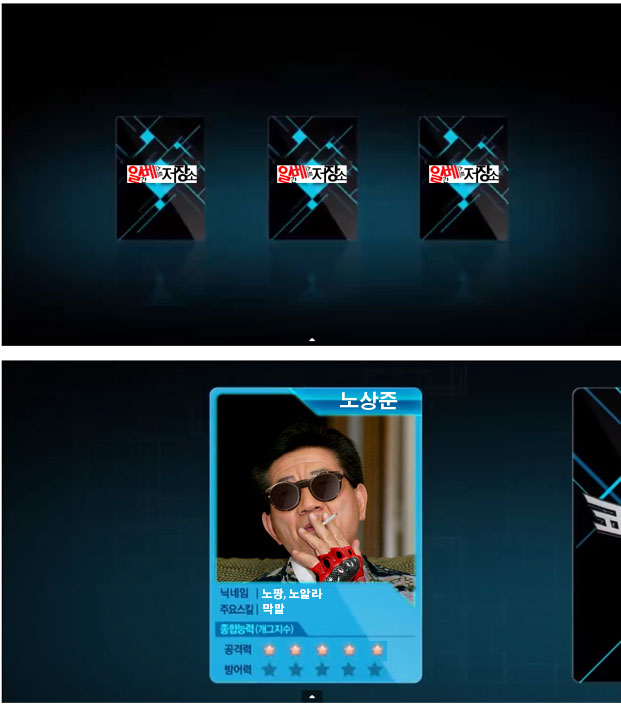 일베저장소
일베저장소
일베저장소
노상준
닉네임 | 노짱, 노알라
주요스킬 | 막말
종합능력 (개그지수)
공격력 ★★★★★
방어력 ★★★★★